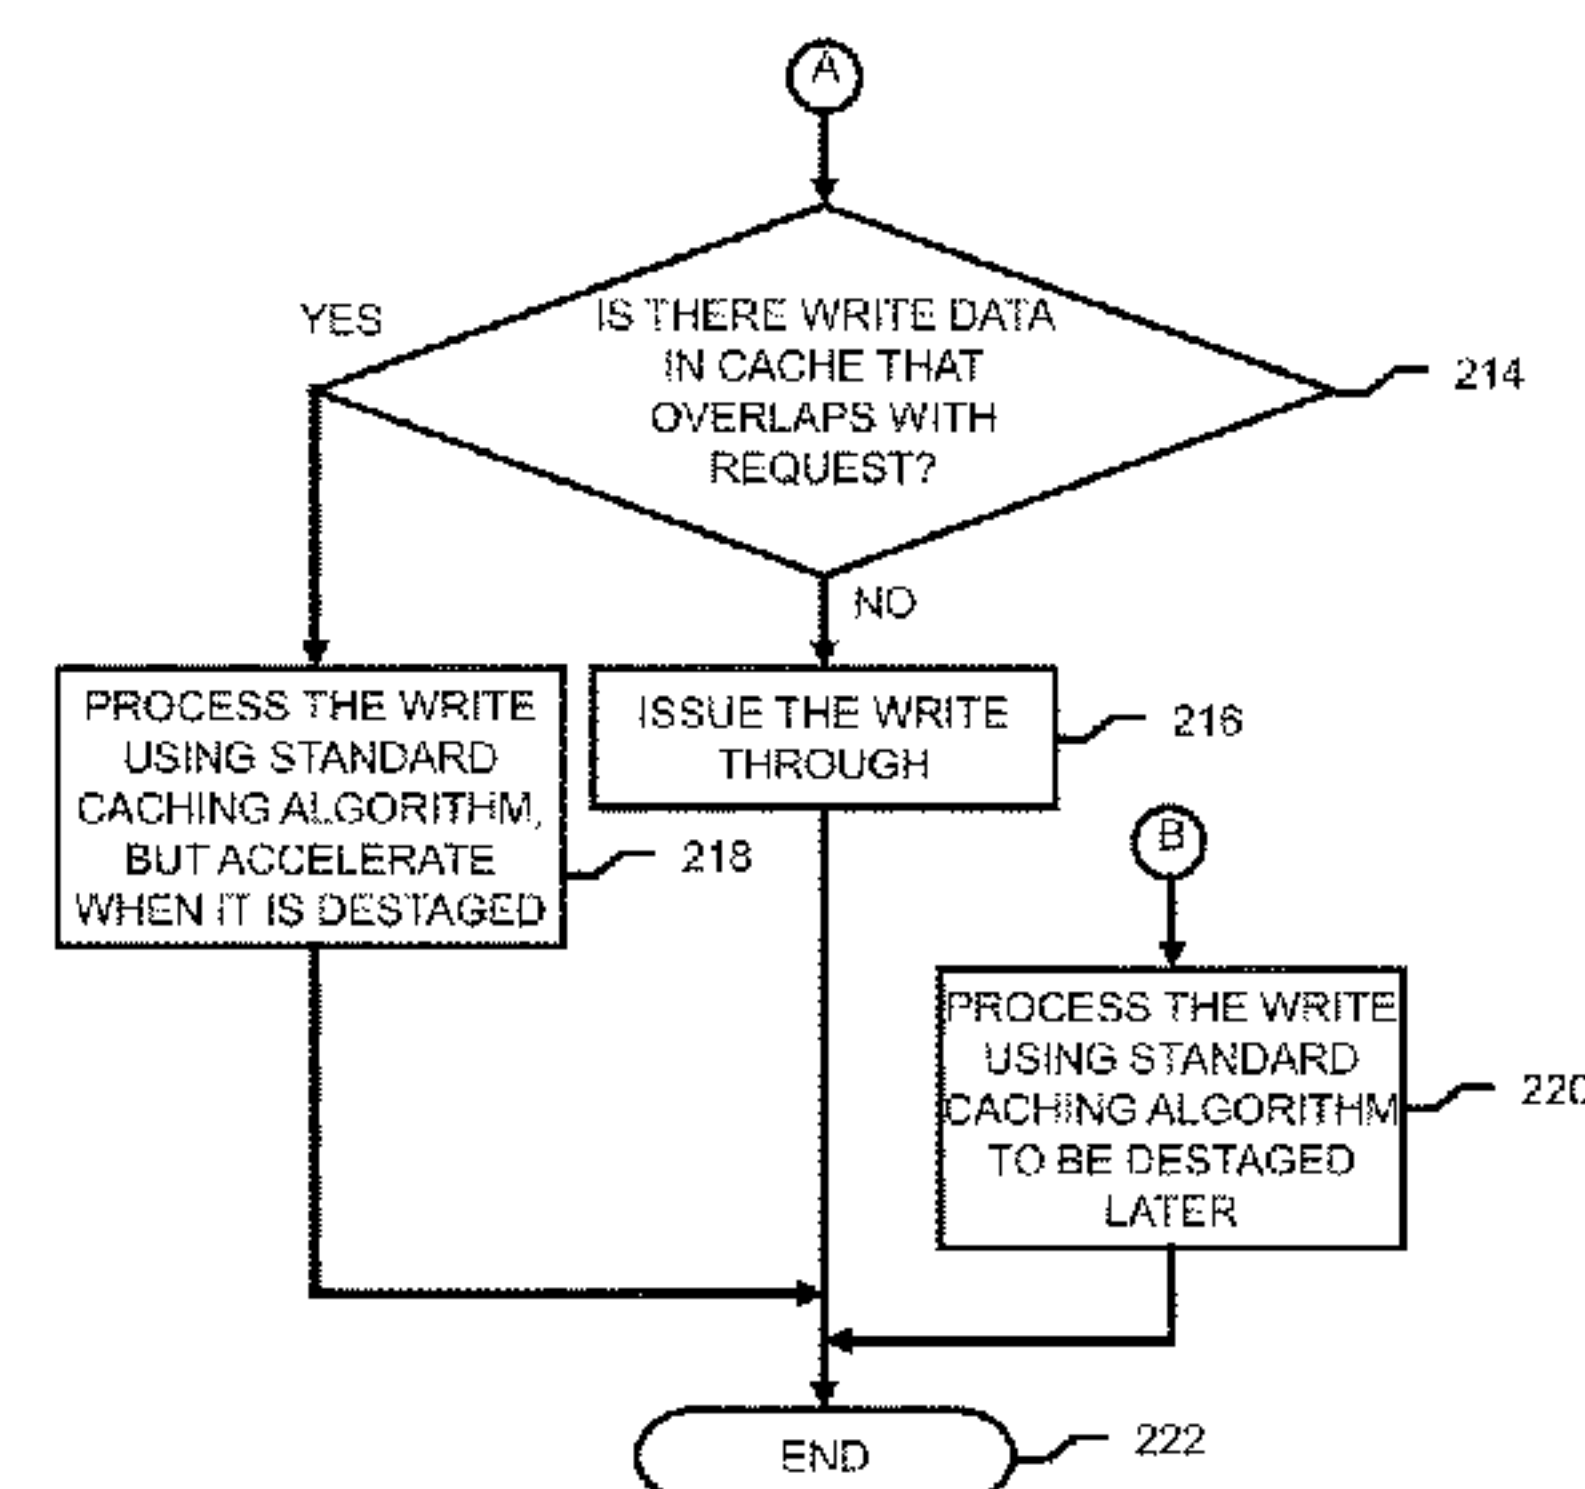 A
YES
IS THERE WRITE DATA
IN CACHE THAT
OVERLAPS WITH
REQUEST?
214
NO
PROCESS THE WRITE
USING STANDARD
CACHING ALGORITHM,
BUT ACCELERATE
WHEN IT IS DESTAGED
218
ISSUE THE WRITE
THROUGH
216
B
PROCESS THE WRITE
USING STANDARD
CACHING ALGORITHM
TO BE DESTAGED
LATER
220
END
222